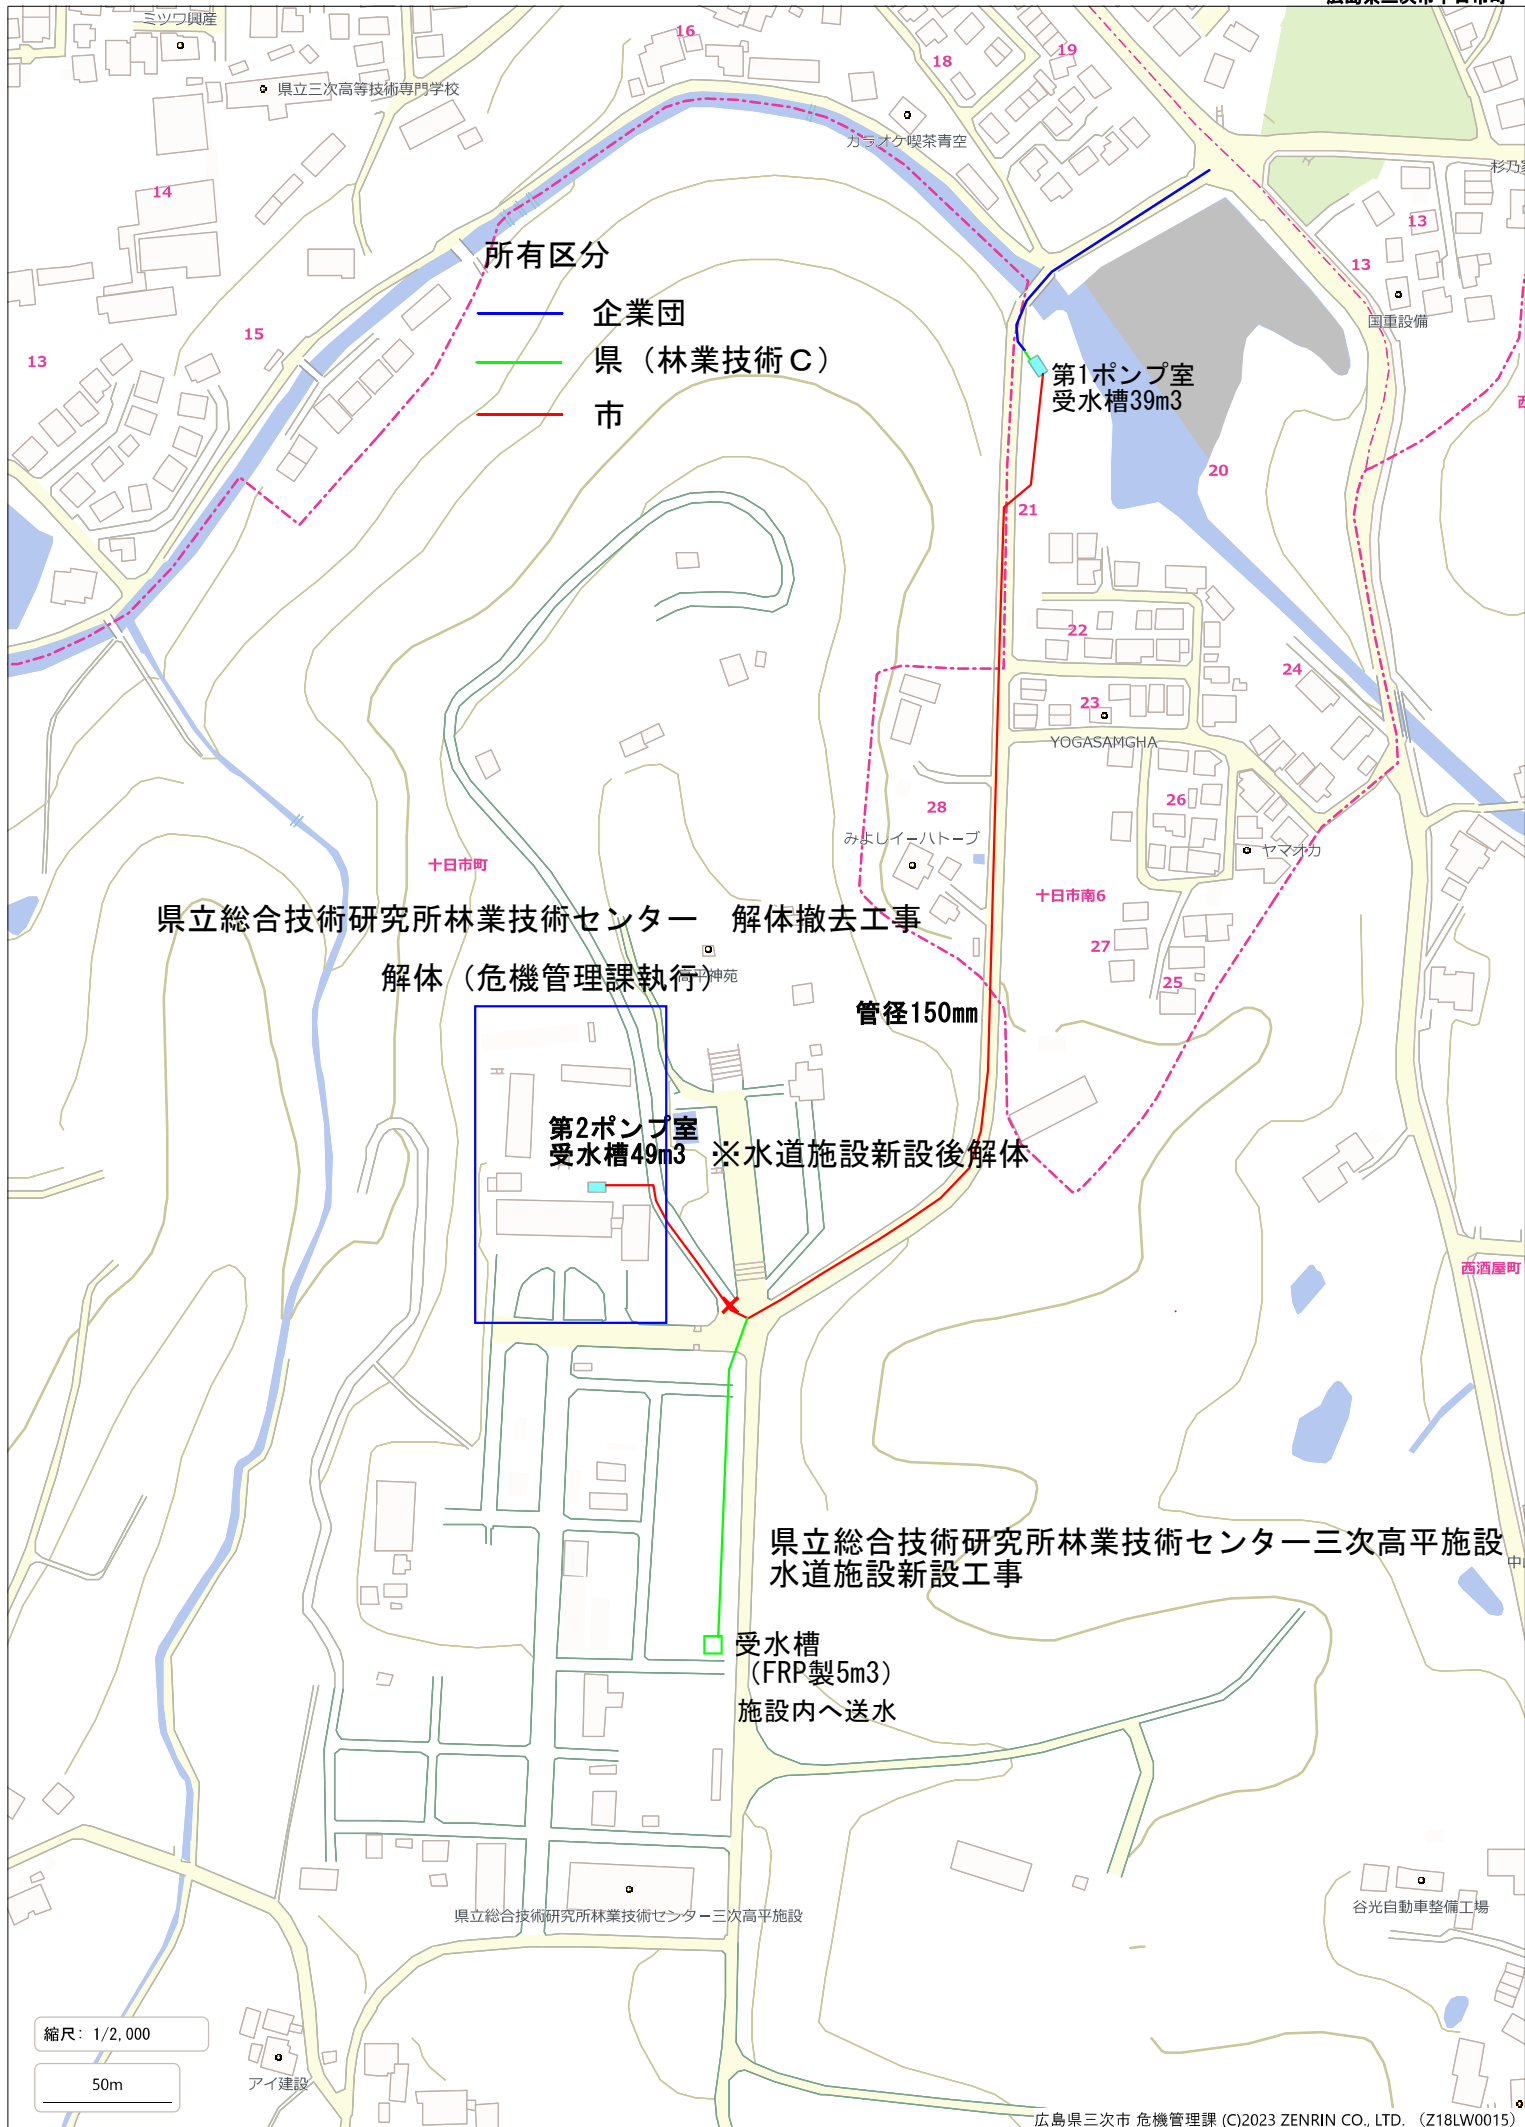 ミツワ興産
16
18
19
県立三次高等技術専門学校
カラオケ喫茶青空
14
13
13
所有区分
企業団
国重設備
15
県（林業技術Ｃ）
13
第1ポンプ室
受水槽39m3
市
20
21
22
24
23
YOGASAMGHA
26
28
みよしイーハトーブ
ヤマオカ
十日市町
十日市南6
県立総合技術研究所林業技術センター　解体撤去工事
27
解体（危機管理課執行）
高平神苑
25
管径150mm
第2ポンプ室
受水槽49m3
※水道施設新設後解体
西酒屋町
県立総合技術研究所林業技術センター三次高平施設
水道施設新設工事
受水槽
（FRP製5m3）
施設内へ送水
県立総合技術研究所林業技術センター三次高平施設
谷光自動車整備工場
縮尺: 1/2,000
50m
アイ建設
広島県三次市 危機管理課 (C)2023 ZENRIN CO., LTD. （Z18LW0015）